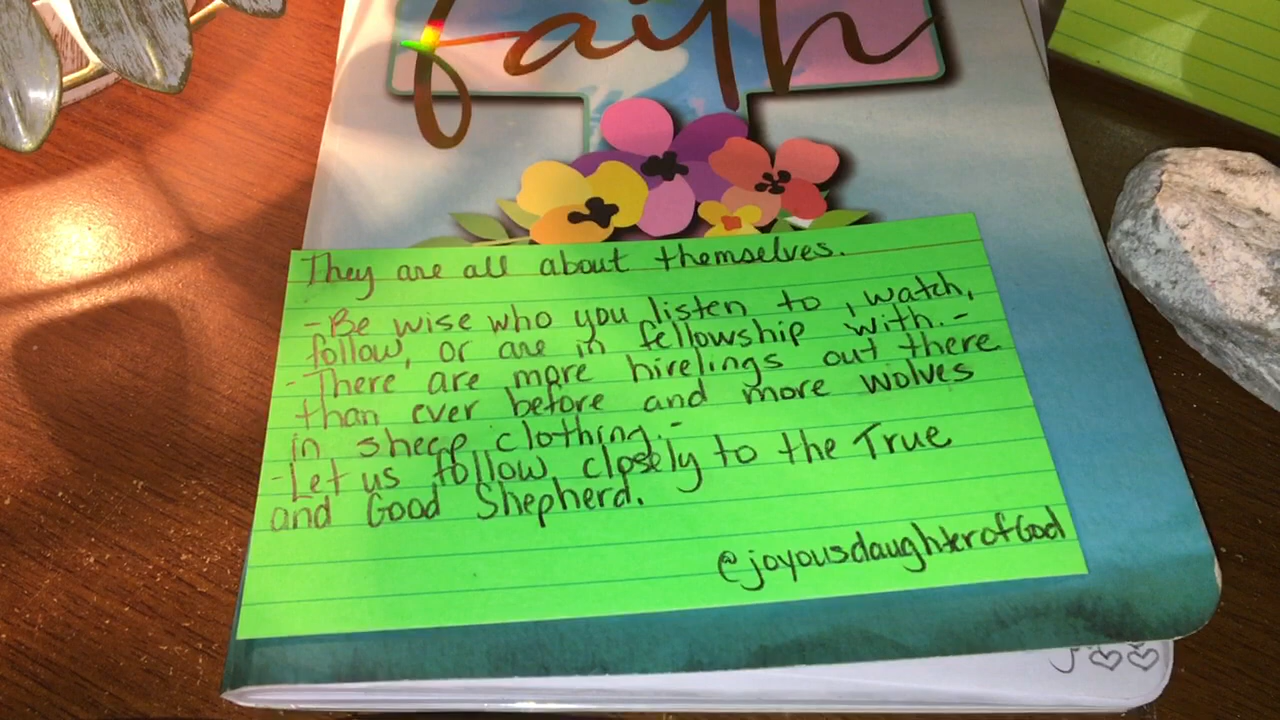 faith
They are all about themselves.
-Be wise who you listen to, watch,
follow, or are in fellowship with.-
-There are more hirelings out there
than ever before and more wolves
in sheep clothing.-
-Let us follow closely to the True
and Good Shepherd.
@joyousdaughterofGod